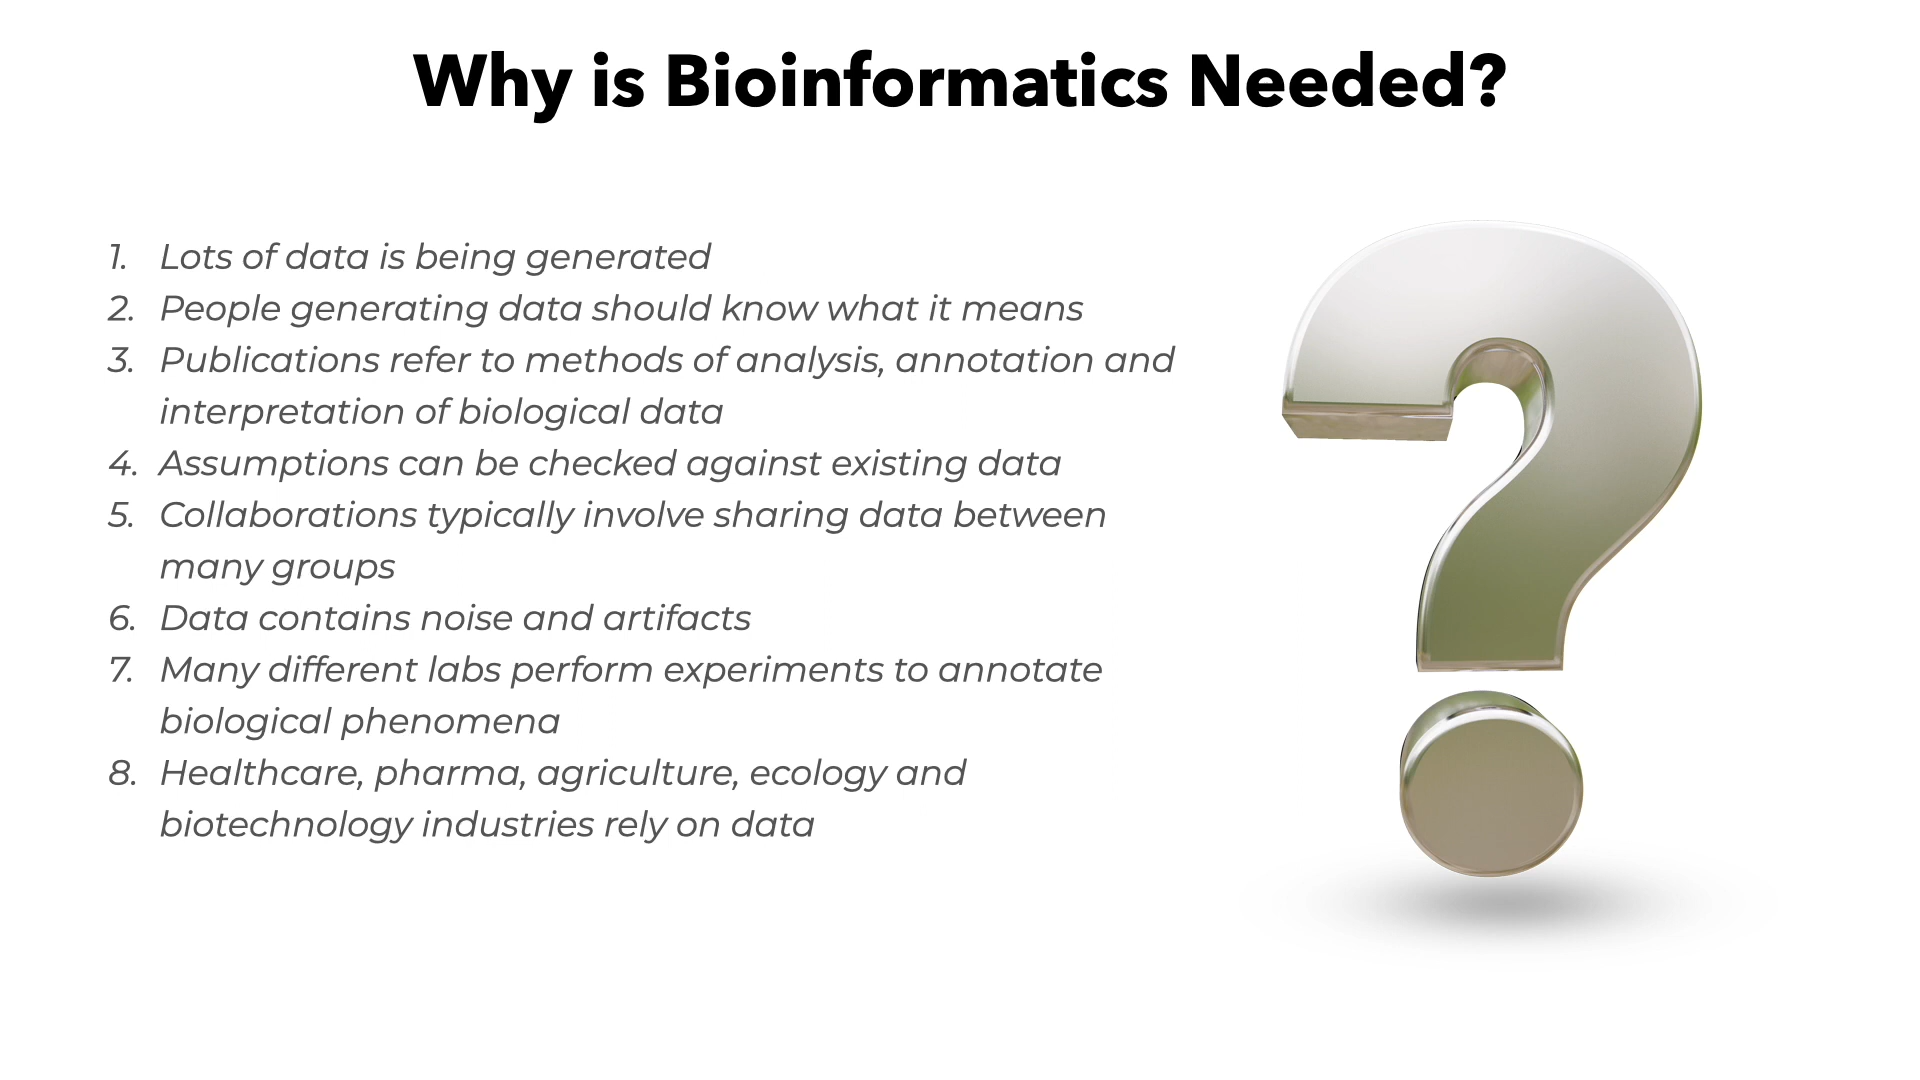 Why is Bioinformatics Needed?
1. Lots of data is being generated
2. People generating data should know what it means
3. Publications refer to methods of analysis, annotation and
interpretation of biological data
4. Assumptions can be checked against existing data
5. Collaborations typically involve sharing data between
many groups
6. Data contains noise and artifacts
7. Many different labs perform experiments to annotate
biological phenomena
8. Healthcare, pharma, agriculture, ecology and
biotechnology industries rely on data